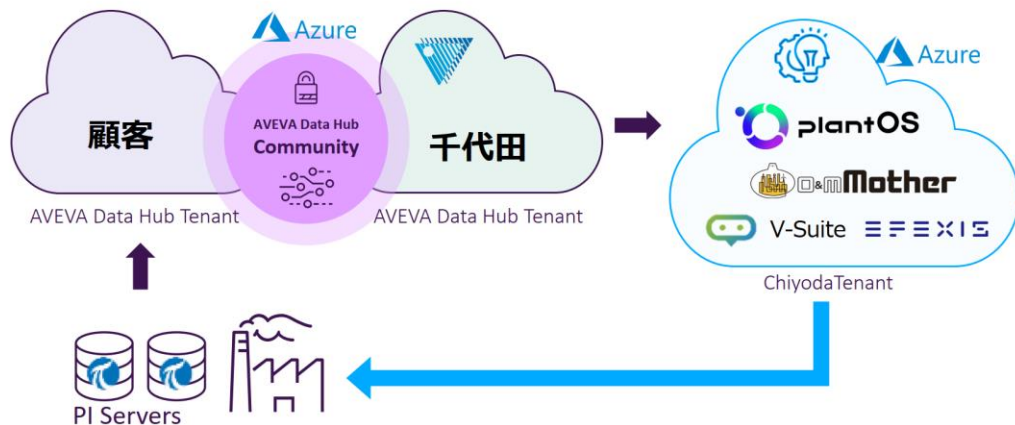 Azure
顧客
AVEVA Data Hub
Community
千代田
AVEVA Data Hub Tenant
AVEVA Data Hub Tenant
Azure
plantOS
O&M Mother
V-Suite
EFEXIS
ChiyodaTenant
PI Servers